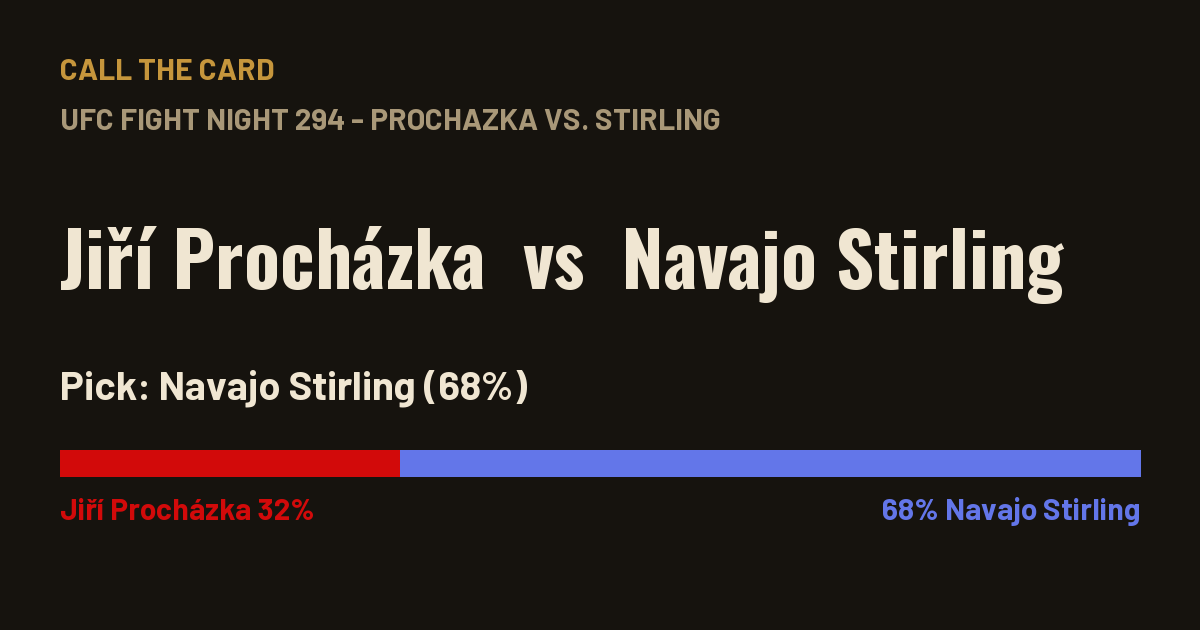 CALL THE CARD
UFC FIGHT NIGHT 294 - PROCHAZKA VS. STIRLING
Jiří Procházka vs Navajo Stirling
Pick: Navajo Stirling (68%)
Jiří Procházka 32%
68% Navajo Stirling